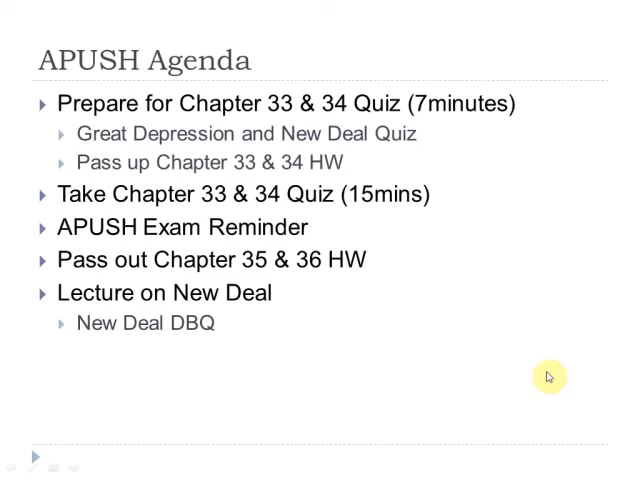 APUSH Agenda
Prepare for Chapter 33 & 34 Quiz (7minutes)
Great Depression and New Deal Quiz
Pass up Chapter 33 & 34 HW
Take Chapter 33 & 34 Quiz (15mins)
APUSH Exam Reminder
Pass out Chapter 35 & 36 HW
Lecture on New Deal
New Deal DBQ